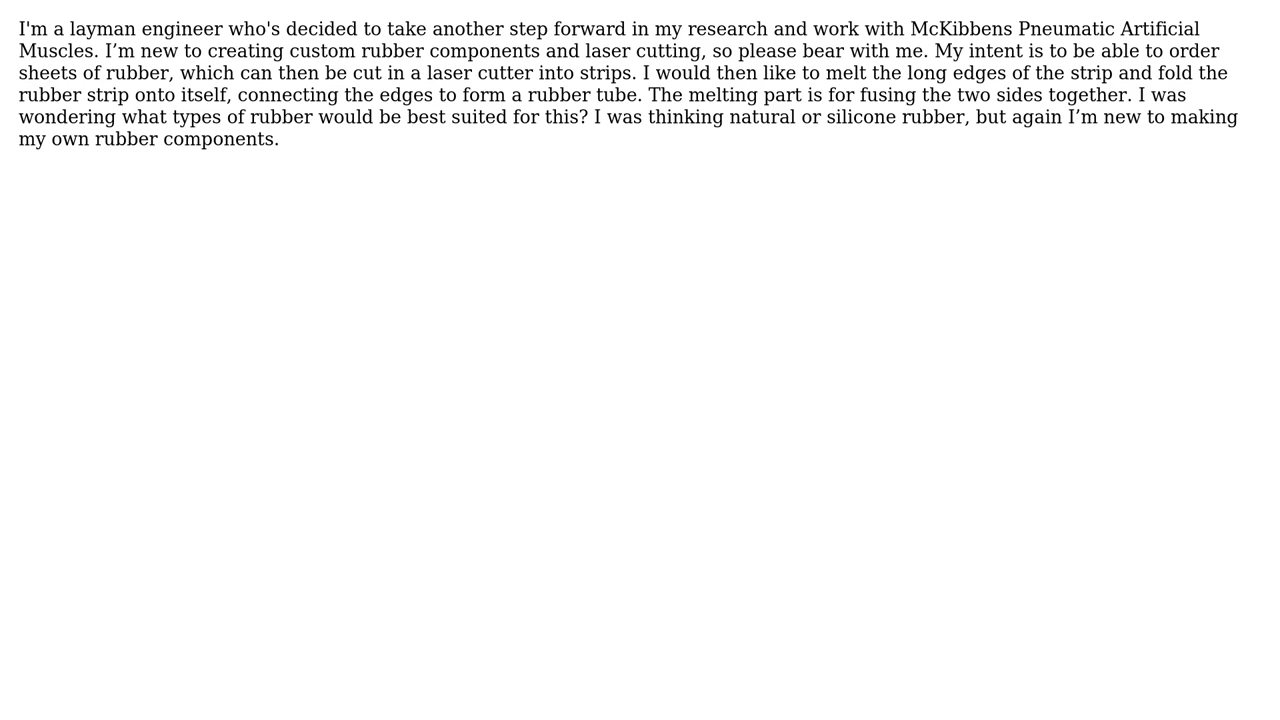 I'm a layman engineer who's decided to take another step forward in my research and work with McKibbens Pneumatic Artificial
Muscles. I’m new to creating custom rubber components and laser cutting, so please bear with me. My intent is to be able to order
sheets of rubber, which can then be cut in a laser cutter into strips. I would then like to melt the long edges of the strip and fold the
rubber strip onto itself, connecting the edges to form a rubber tube. The melting part is for fusing the two sides together. I was
wondering what types of rubber would be best suited for this? I was thinking natural or silicone rubber, but again I’m new to making
my own rubber components.